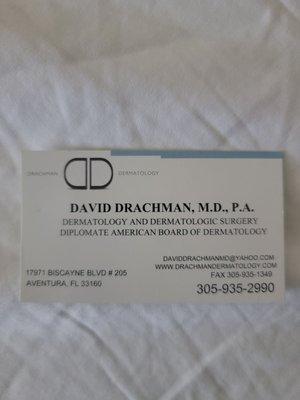 DRACHMAN DERMATOLOGY
DAVID DRACHMAN, M.D., P.A.
DERMATOLOGY AND DERMATOLOGIC SURGERY
DIPLOMATE AMERICAN BOARD OF DERMATOLOGY
DAVIDDRACHMANMD@YAHOO.COM
WWW.DRACHMANDERMATOLOGY.COM
17971 BISCAYNE BLVD # 205 FAX 305-935-1349
AVENTURA, FL 33160 305-935-2990